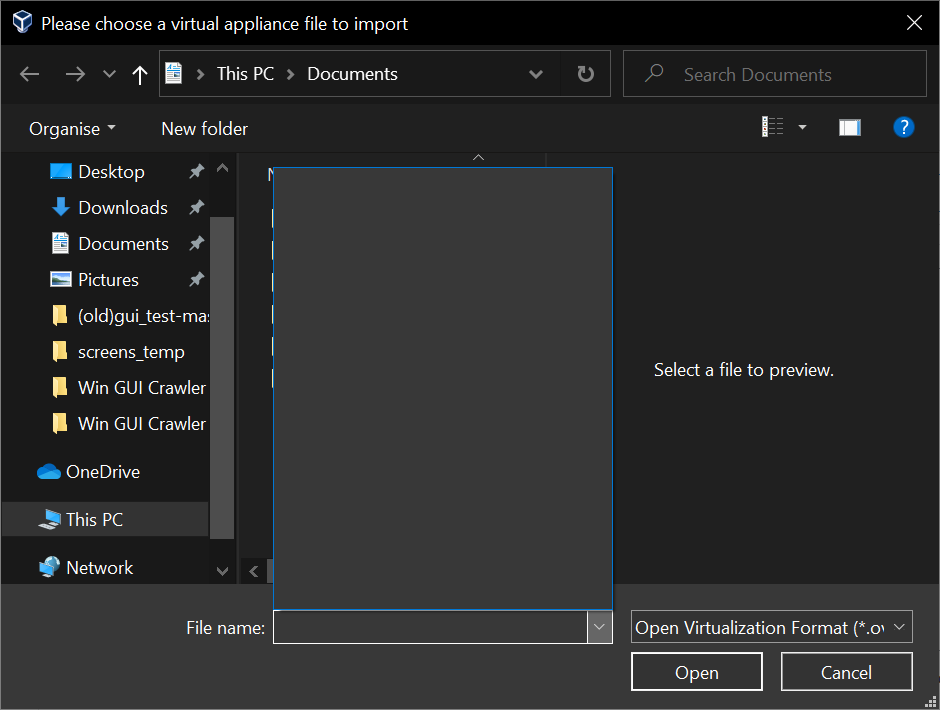 Please choose a virtual appliance file to import
This PC
Documents
Search Documents
Organise
New folder
?
Desktop
Downloads
Documents
Pictures
(old)gui_test-mas
screens_temp
Win GUI Crawler
Win GUI Crawler
OneDrive
This PC
Network
Select a file to preview.
File name:
Open Virtualization Format (*.ov
Open
Cancel